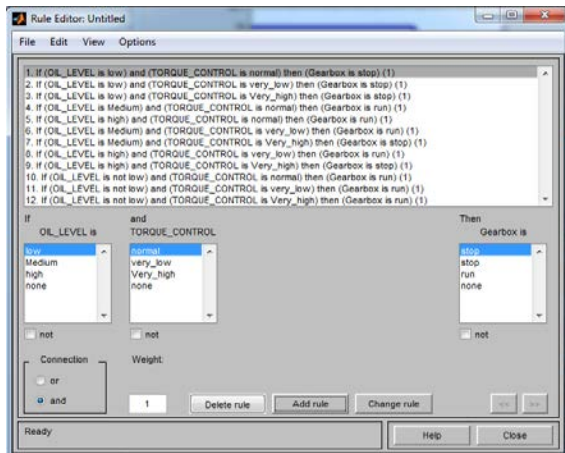 Rule Editor: Untitled
File Edit View Options
1. If (OIL_LEVEL is low) and (TORQUE_CONTROL is normal) then (Gearbox is stop) (1)
2. If (OIL_LEVEL is low) and (TORQUE_CONTROL is very_low) then (Gearbox is stop) (1)
3. If (OIL_LEVEL is low) and (TORQUE_CONTROL is Very_high) then (Gearbox is stop) (1)
4. If (OIL_LEVEL is Medium) and (TORQUE_CONTROL is normal) then (Gearbox is run) (1)
5. If (OIL_LEVEL is high) and (TORQUE_CONTROL is normal) then (Gearbox is run) (1)
6. If (OIL_LEVEL is Medium) and (TORQUE_CONTROL is very_low) then (Gearbox is run) (1)
7. If (OIL_LEVEL is Medium) and (TORQUE_CONTROL is Very_high) then (Gearbox is stop) (1)
8. If (OIL_LEVEL is high) and (TORQUE_CONTROL is very_low) then (Gearbox is run) (1)
9. If (OIL_LEVEL is high) and (TORQUE_CONTROL is Very_high) then (Gearbox is stop) (1)
10. If (OIL_LEVEL is not low) and (TORQUE_CONTROL is normal) then (Gearbox is run) (1)
11. If (OIL_LEVEL is not low) and (TORQUE_CONTROL is very_low) then (Gearbox is run) (1)
12. If (OIL_LEVEL is not low) and (TORQUE_CONTROL is Very_high) then (Gearbox is stop) (1)
If and Then
OIL_LEVEL is TORQUE_CONTROL Gearbox is
low normal stop
Medium very_low stop
high Very_high run
none none none
not not not
Connection Weight:
or
and 1 Delete rule Add rule Change rule << >>
Ready Help Close